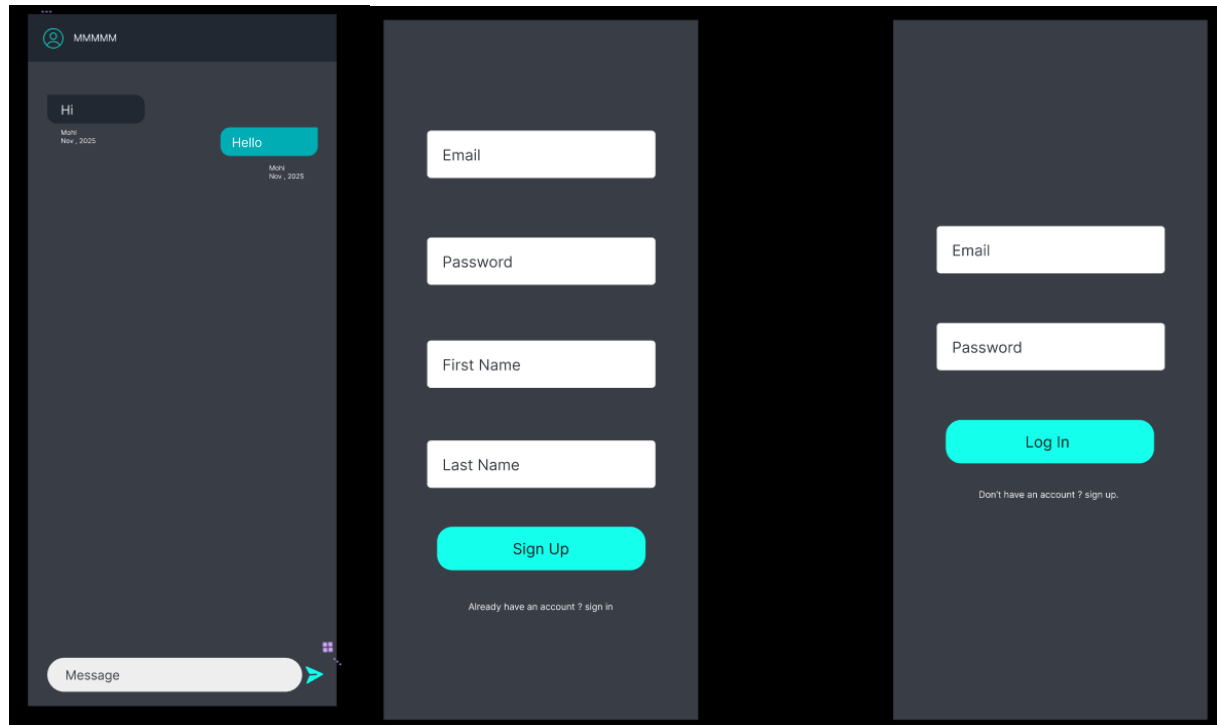 MMMMM
Hi
Mohi
Nov , 2025
Hello
Mohi
Nov , 2025
Message
Email
Password
First Name
Last Name
Sign Up
Already have an account ? sign in
Email
Password
Log In
Don't have an account ? sign up.